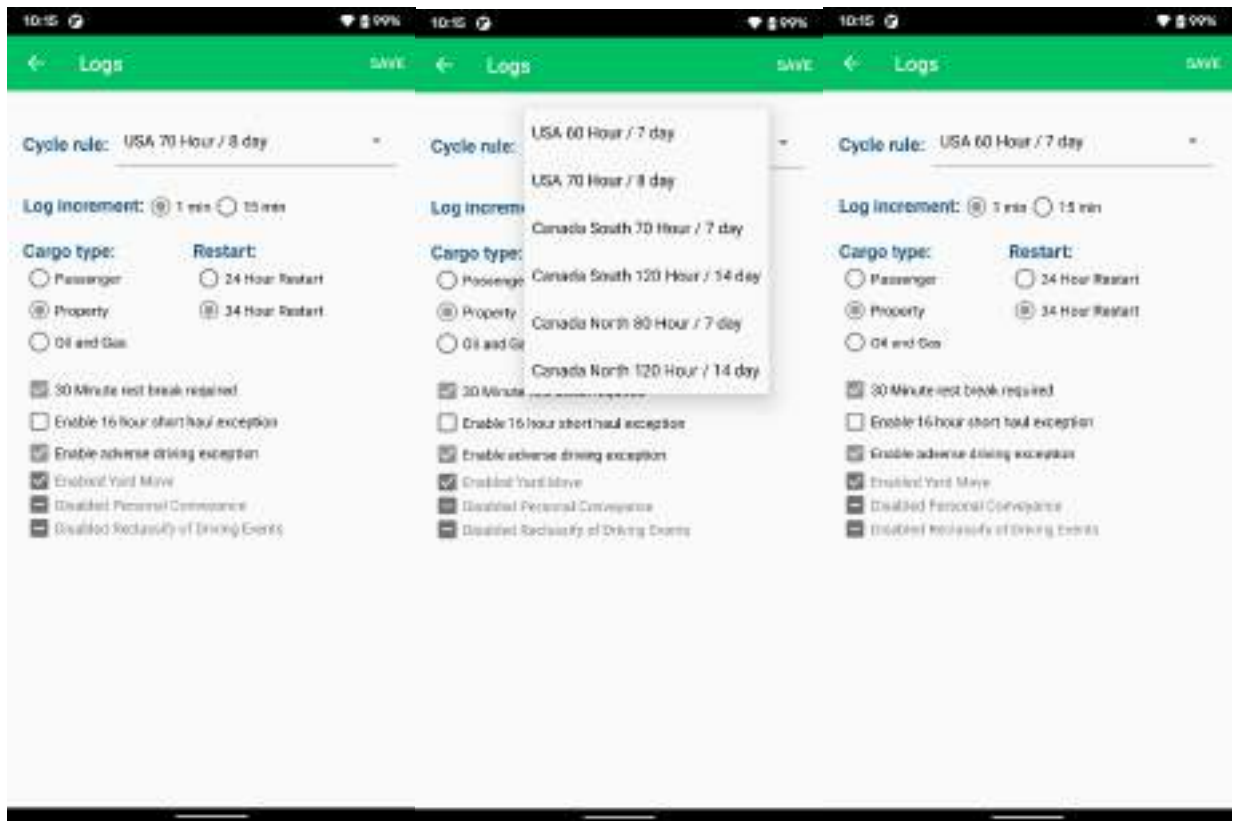 10:15 99%
Logs SAVE
Cycle rule: USA 70 Hour / 8 day
Log increment: 1 min 15 min
Cargo type: Restart:
Passenger 24 Hour Restart
Property 34 Hour Restart
Oil and Gas
30 Minute rest break required
Enable 16 hour short haul exception
Enable adverse driving exception
Enabled Yard Move
Disabled Personal Conveyance
Disabled Reclassify of Driving Events
10:15 99%
Logs SAVE
Cycle rule:
USA 60 Hour / 7 day
USA 70 Hour / 8 day
Log increm
Canada South 70 Hour / 7 day
Cargo type:
Canada South 120 Hour / 14 day
Passenge
Property
Canada North 80 Hour / 7 day
Oil and Ga
Canada North 120 Hour / 14 day
30 Minute rest break required
Enable 16 hour short haul exception
Enable adverse driving exception
Enabled Yard Move
Disabled Personal Conveyance
Disabled Reclassify of Driving Events
10:15 99%
Logs SAVE
Cycle rule: USA 60 Hour / 7 day
Log increment: 1 min 15 min
Cargo type: Restart:
Passenger 24 Hour Restart
Property 34 Hour Restart
Oil and Gas
30 Minute rest break required
Enable 16 hour short haul exception
Enable adverse driving exception
Enabled Yard Move
Disabled Personal Conveyance
Disabled Reclassify of Driving Events